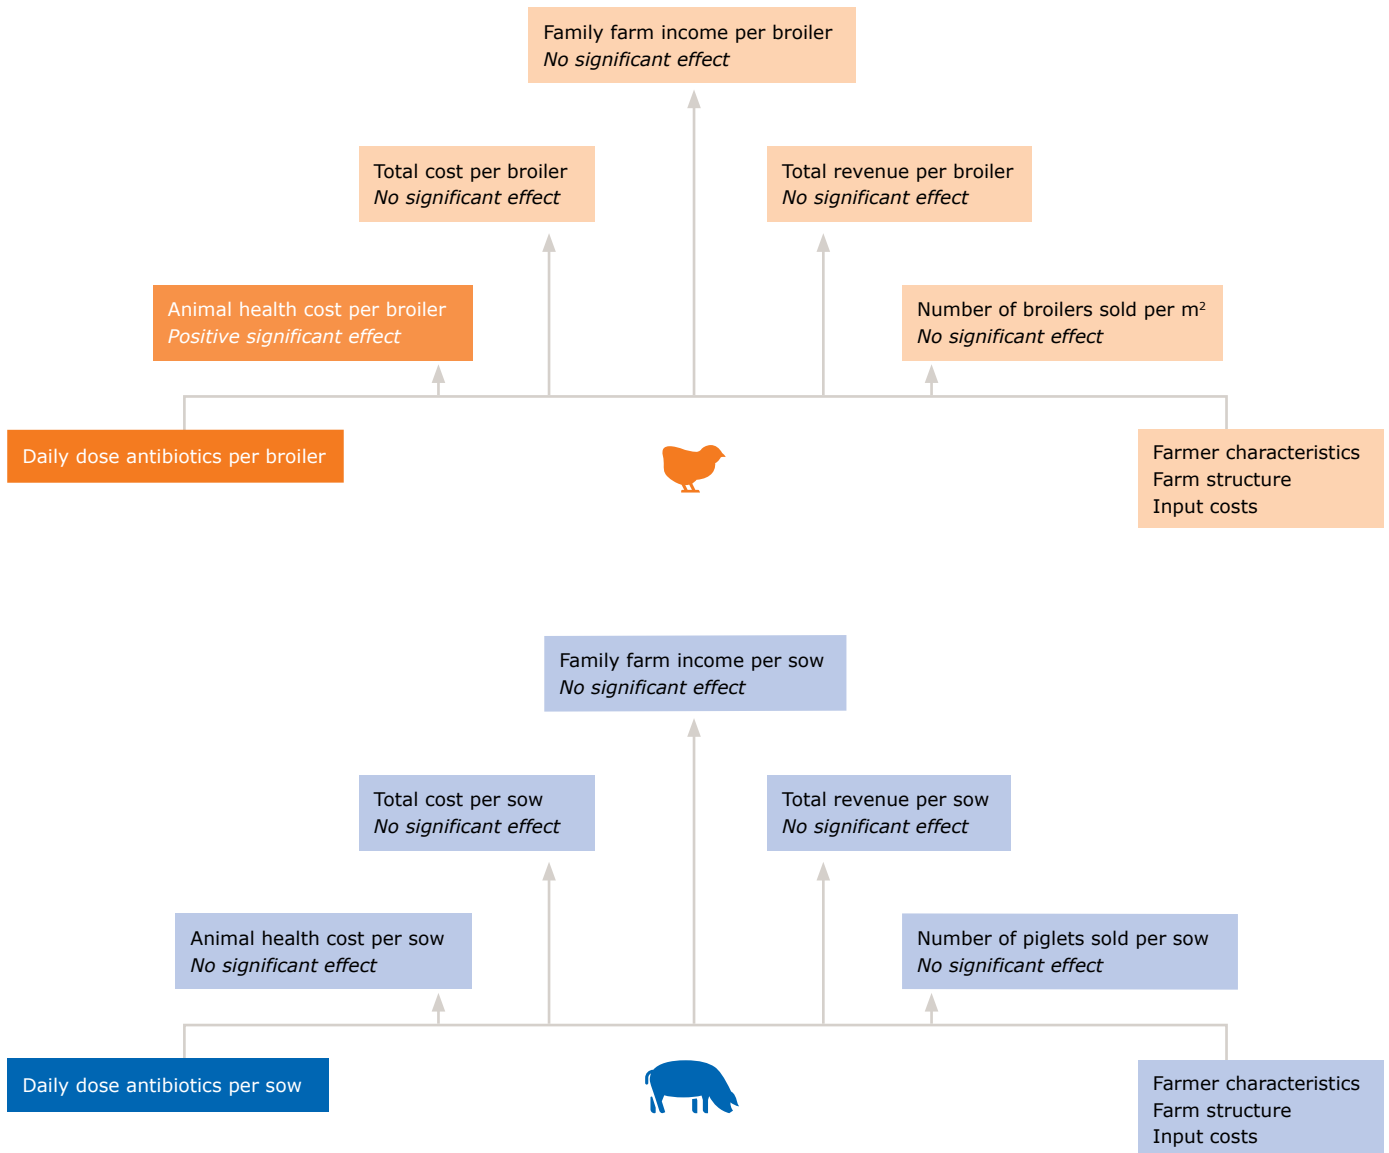 Family farm income per broiler
No significant effect
Total cost per broiler
No significant effect
Total revenue per broiler
No significant effect
Animal health cost per broiler
Positive significant effect
Number of broilers sold per m²
No significant effect
Daily dose antibiotics per broiler
Farmer characteristics
Farm structure
Input costs
Family farm income per sow
No significant effect
Total cost per sow
No significant effect
Total revenue per sow
No significant effect
Animal health cost per sow
No significant effect
Number of piglets sold per sow
No significant effect
Daily dose antibiotics per sow
Farmer characteristics
Farm structure
Input costs